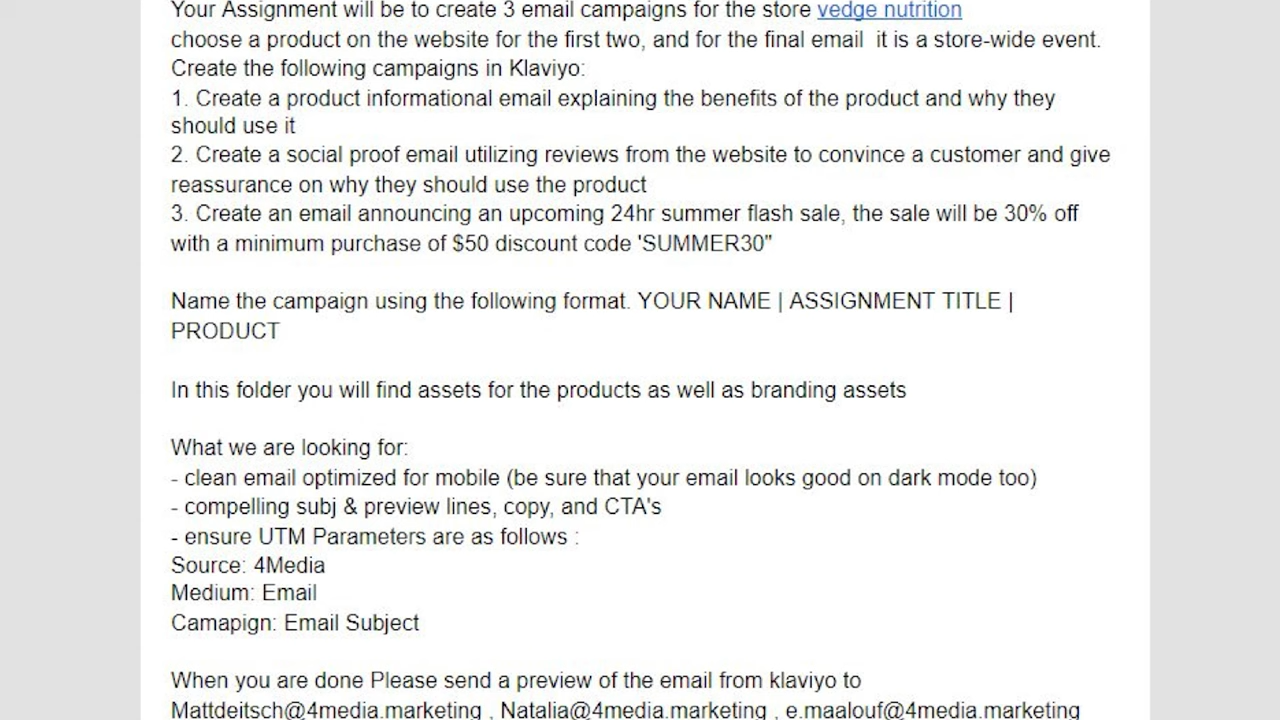 Your Assignment will be to create 3 email campaigns for the store vedge nutrition
choose a product on the website for the first two, and for the final email  it is a store-wide event.
Create the following campaigns in Klaviyo:
1. Create a product informational email explaining the benefits of the product and why they
should use it
2. Create a social proof email utilizing reviews from the website to convince a customer and give
reassurance on why they should use the product
3. Create an email announcing an upcoming 24hr summer flash sale, the sale will be 30% off
with a minimum purchase of $50 discount code 'SUMMER30"
Name the campaign using the following format. YOUR NAME | ASSIGNMENT TITLE |
PRODUCT
In this folder you will find assets for the products as well as branding assets
What we are looking for:
- clean email optimized for mobile (be sure that your email looks good on dark mode too)
- compelling subj & preview lines, copy, and CTA's
- ensure UTM Parameters are as follows :
Source: 4Media
Medium: Email
Camapign: Email Subject
When you are done Please send a preview of the email from klaviyo to
Mattdeitsch@4media.marketing , Natalia@4media.marketing , e.maalouf@4media.marketing